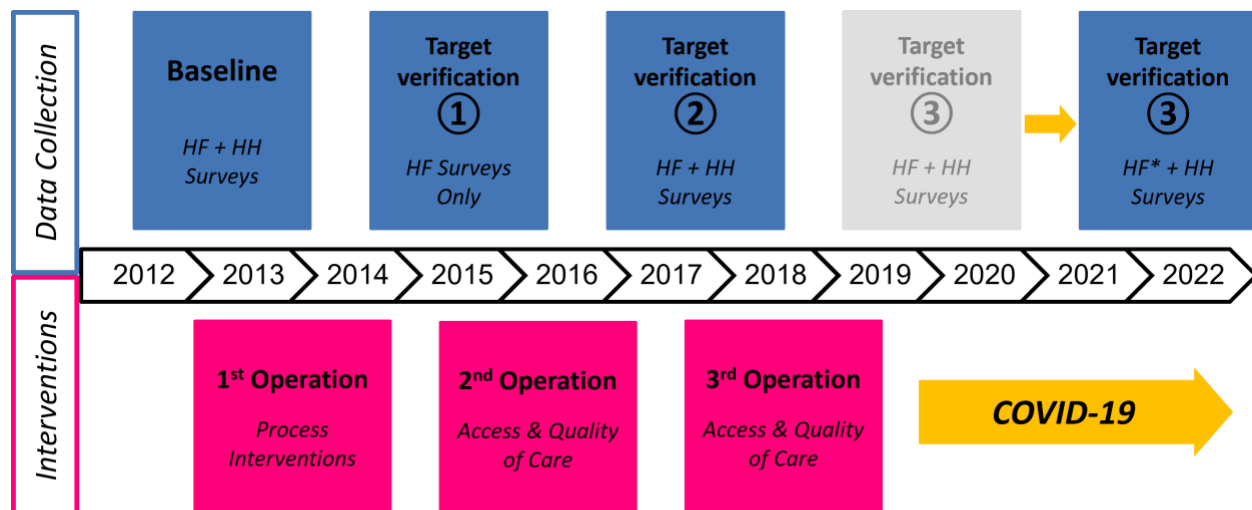 Data Collection
Baseline
HF + HH
Surveys
Target
verification
①
HF Surveys
Only
Target
verification
②
HF + HH
Surveys
Target
verification
③
HF + HH
Surveys
Target
verification
③
HF* + HH
Surveys
2012 2013 2014 2015 2016 2017 2018 2019 2020 2021 2022
Interventions
1st Operation
Process
Interventions
2nd Operation
Access & Quality
of Care
3rd Operation
Access & Quality
of Care
COVID-19